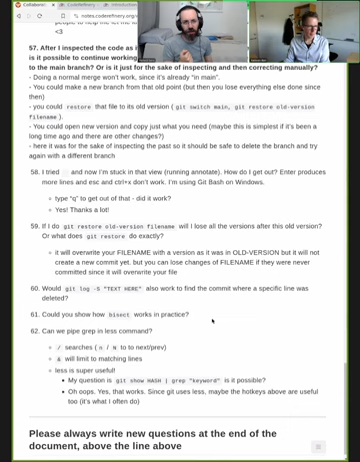 Collaborat
notes.coderefinery.org
<3
57. After I inspected the code as i
is it possible to continue working
to the main branch? Or is it just for the sake of inspecting and then correcting manually?
- Doing a normal merge won't work, since it's already "in main".
- You could make a new branch from that old point (but then you lose everything else done since
then)
- you could restore that file to its old version ( git switch main, git restore old-version
filename ).
- You could open new version and copy just what you need (maybe this is simplest if it's been a
long time ago and there are other changes?)
- here it was for the sake of inspecting the past so it should be safe to delete the branch and try
again with a different branch
58. I tried and now I'm stuck in that view (running annotate). How do I get out? Enter produces
more lines and esc and ctrl+x don't work. I'm using Git Bash on Windows.
◦ type "q" to get out of that - did it work?
◦ Yes! Thanks a lot!
59. If I do git restore old-version filename will I lose all the versions after this old version?
Or what does git restore do exactly?
◦ it will overwrite your FILENAME with a version as it was in OLD-VERSION but it will not
create a new commit yet. but you can lose changes of FILENAME if they were never
committed since it will overwrite your file
60. Would git log -S "TEXT HERE" also work to find the commit where a specific line was
deleted?
61. Could you show how bisect works in practice?
62. Can we pipe grep in less command?
◦ / searches ( n / N to to next/prev)
◦ & will limit to matching lines
◦ less is super useful!
▪ My question is git show HASH | grep "keyword" is it possible?
▪ Oh oops. Yes, that works. Since git uses less, maybe the hotkeys above are useful
too (it's what I often do)
Please always write new questions at the end of the
document, above the line above